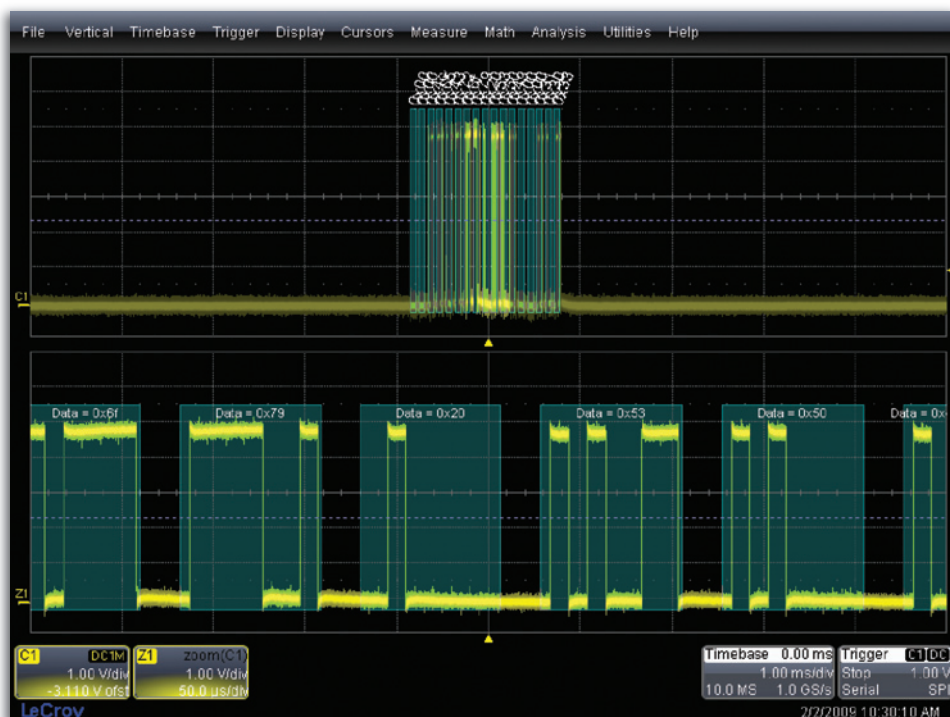 File Vertical Timebase Trigger Display Cursors Measure Math Analysis Utilities Help
C1
Data = 0x6f Data = 0x79 Data = 0x20 Data = 0x53 Data = 0x50 Data = 0x
Z1
C1 DC1M Z1 zoom(C1) Timebase 0.00 ms Trigger C1 DC
1.00 V/div 1.00 V/div 1.00 ms/div Stop 1.00 V
-3.110 V ofst 50.0 µs/div 10.0 MS 1.0 GS/s Serial SPI
LeCroy 2/2/2009 10:30:10 AM